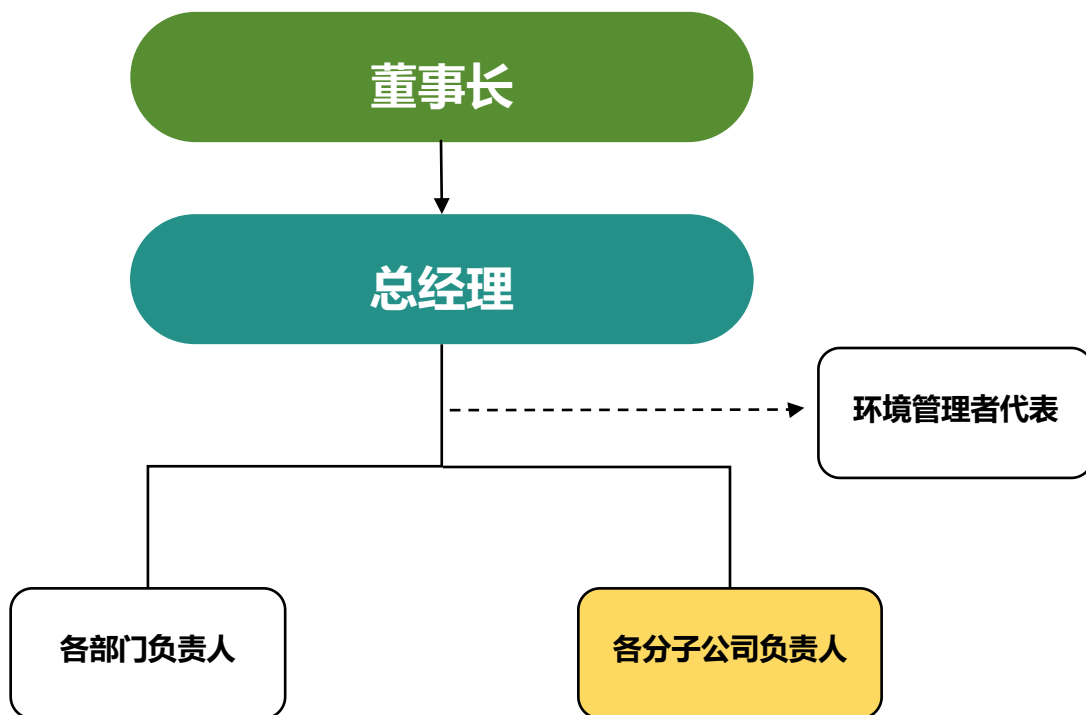 董事长
总经理
环境管理者代表
各部门负责人
各分子公司负责人